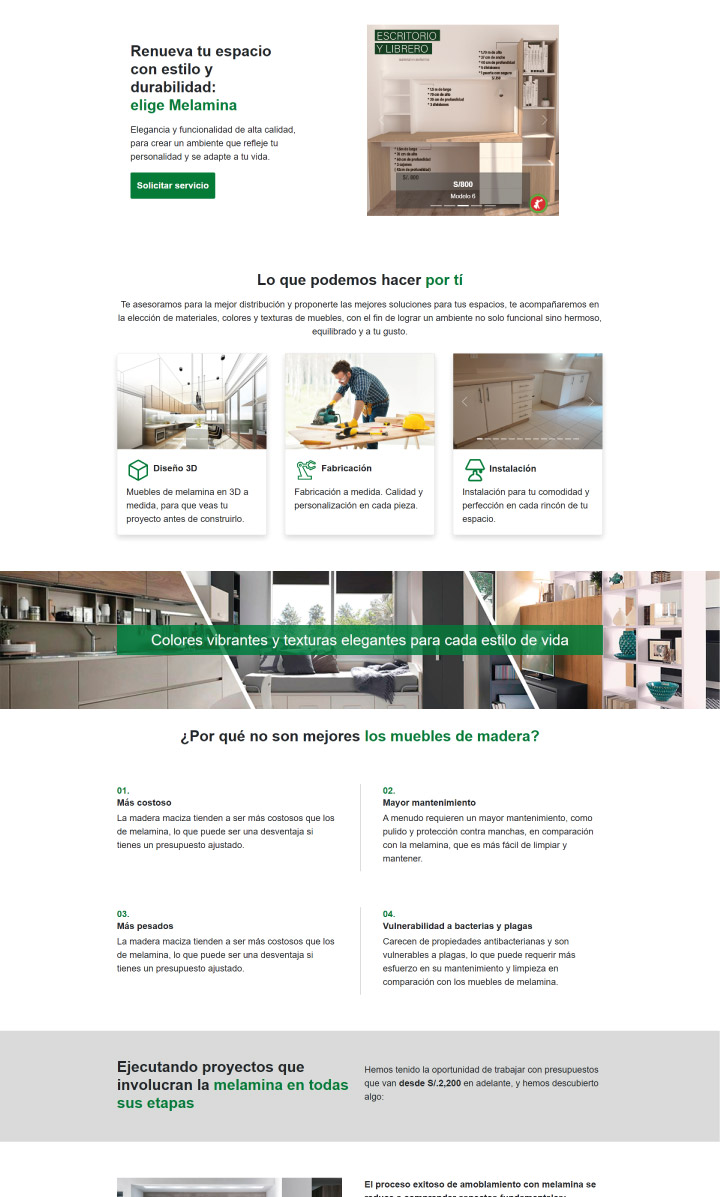 Renueva tu espacio
con estilo y
durabilidad:
elige Melamina
Elegancia y funcionalidad de alta calidad,
para crear un ambiente que refleje tu
personalidad y se adapte a tu vida.
Solicitar servicio
ESCRITORIO
Y LIBRERO
S/800
Modelo 6
Lo que podemos hacer por tí
Te asesoramos para la mejor distribución y proponerte las mejores soluciones para tus espacios, te acompañaremos en
la elección de materiales, colores y texturas de muebles, con el fin de lograr un ambiente no solo funcional sino hermoso,
equilibrado y a tu gusto.
Diseño 3D
Muebles de melamina en 3D a
medida, para que veas tu
proyecto antes de construirlo.
Fabricación
Fabricación a medida. Calidad y
personalización en cada pieza.
Instalación
Instalación para tu comodidad y
perfección en cada rincón de tu
espacio.
Colores vibrantes y texturas elegantes para cada estilo de vida
¿Por qué no son mejores los muebles de madera?
01.
Más costoso
La madera maciza tienden a ser más costosos que los
de melamina, lo que puede ser una desventaja si
tienes un presupuesto ajustado.
02.
Mayor mantenimiento
A menudo requieren un mayor mantenimiento, como
pulido y protección contra manchas, en comparación
con la melamina, que es más fácil de limpiar y
mantener.
03.
Más pesados
La madera maciza tienden a ser más costosos que los
de melamina, lo que puede ser una desventaja si
tienes un presupuesto ajustado.
04.
Vulnerabilidad a bacterias y plagas
Carecen de propiedades antibacterianas y son
vulnerables a plagas, lo que puede requerir más
esfuerzo en su mantenimiento y limpieza en
comparación con los muebles de melamina.
Ejecutando proyectos que
involucran la melamina en todas
sus etapas
Hemos tenido la oportunidad de trabajar con presupuestos
que van desde S/.2,200 en adelante, y hemos descubierto
algo:
El proceso exitoso de amoblamiento con melamina se